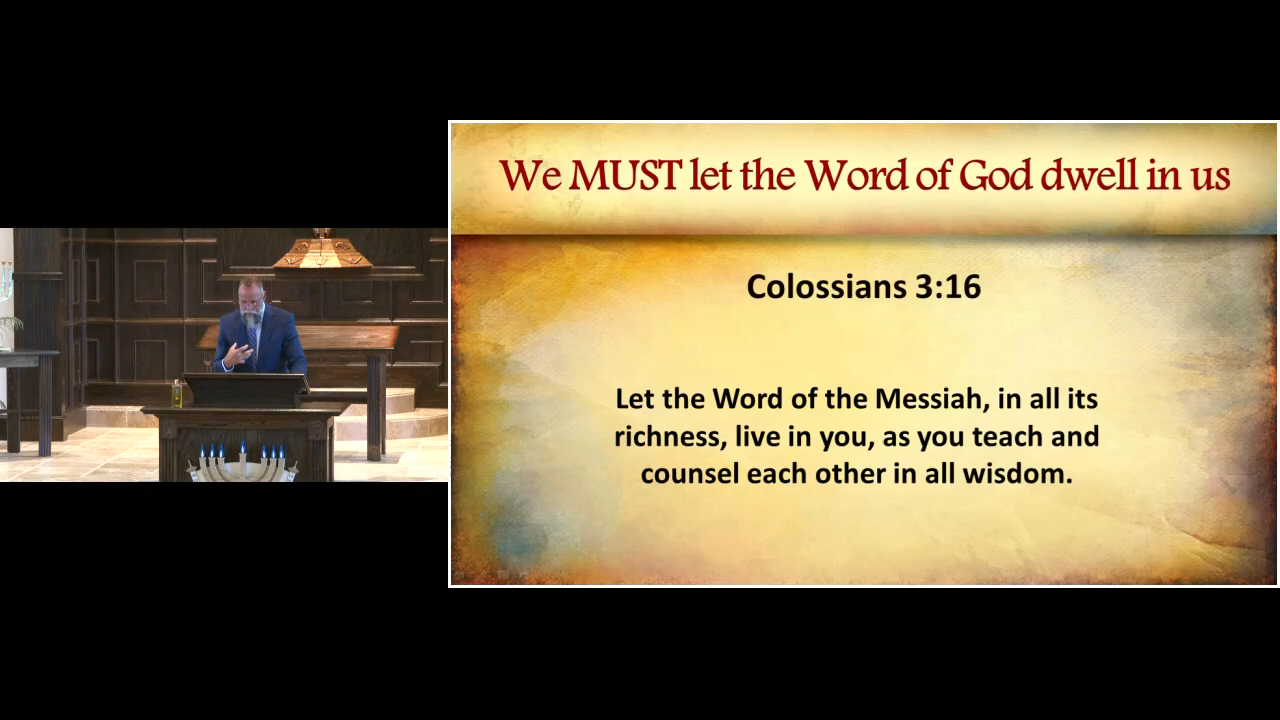 We MUST let the Word of God dwell in us
Colossians 3:16
Let the Word of the Messiah, in all its
richness, live in you, as you teach and
counsel each other in all wisdom.